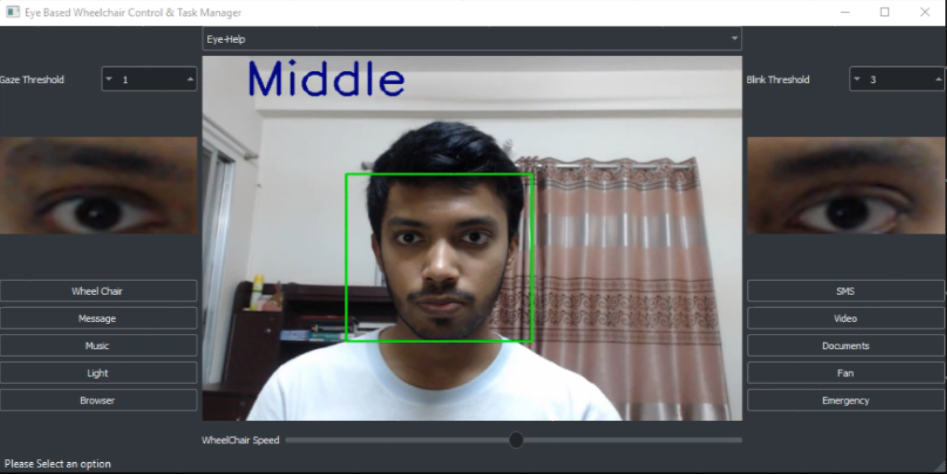 Eye Based Wheelchair Control & Task Manager
Eye-Help
Gaze Threshold
1
Middle
Blink Threshold
3
Wheel Chair
Message
Music
Light
Browser
SMS
Video
Documents
Fan
Emergency
WheelChair Speed
Please Select an option